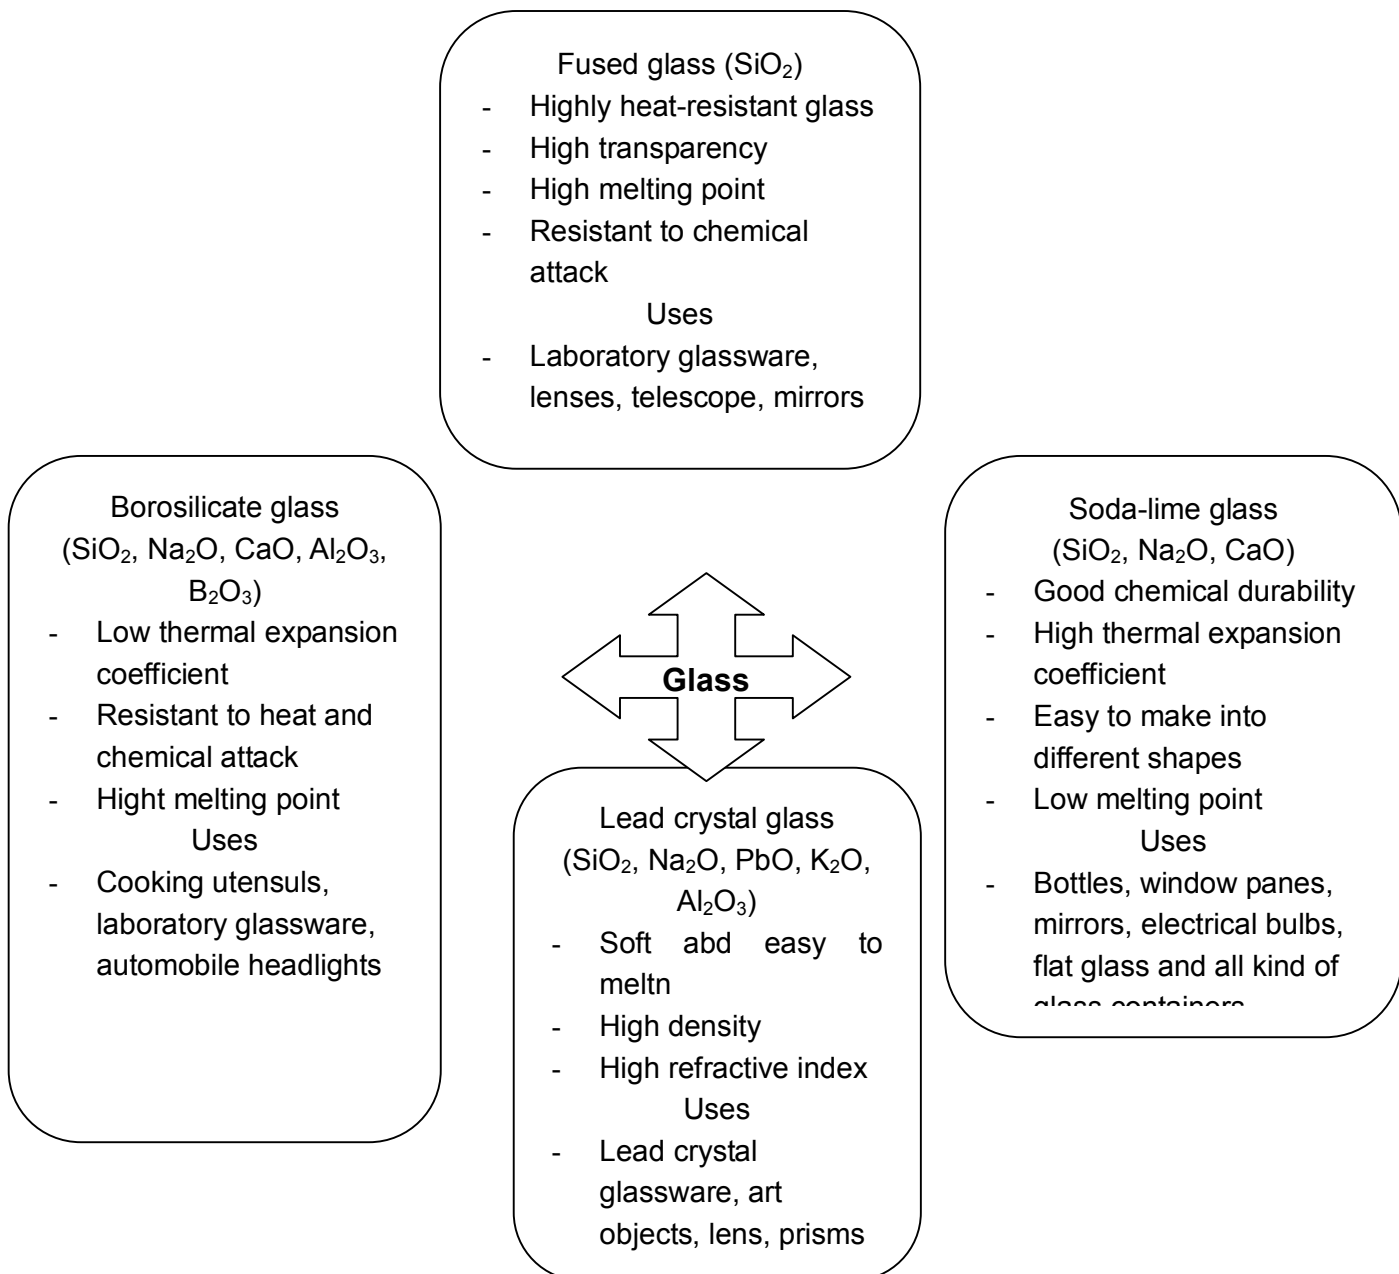 Fused glass (SiO₂)
- Highly heat-resistant glass
- High transparency
- High melting point
- Resistant to chemical
attack
Uses
- Laboratory glassware,
lenses, telescope, mirrors
Borosilicate glass
(SiO₂, Na₂O, CaO, Al₂O₃,
B₂O₃)
- Low thermal expansion
coefficient
- Resistant to heat and
chemical attack
- Hight melting point
Uses
- Cooking utensuls,
laboratory glassware,
automobile headlights
Glass
Soda-lime glass
(SiO₂, Na₂O, CaO)
- Good chemical durability
- High thermal expansion
coefficient
- Easy to make into
different shapes
- Low melting point
Uses
- Bottles, window panes,
mirrors, electrical bulbs,
flat glass and all kind of
glass containers
Lead crystal glass
(SiO₂, Na₂O, PbO, K₂O,
Al₂O₃)
- Soft abd easy to
meltn
- High density
- High refractive index
Uses
- Lead crystal
glassware, art
objects, lens, prisms